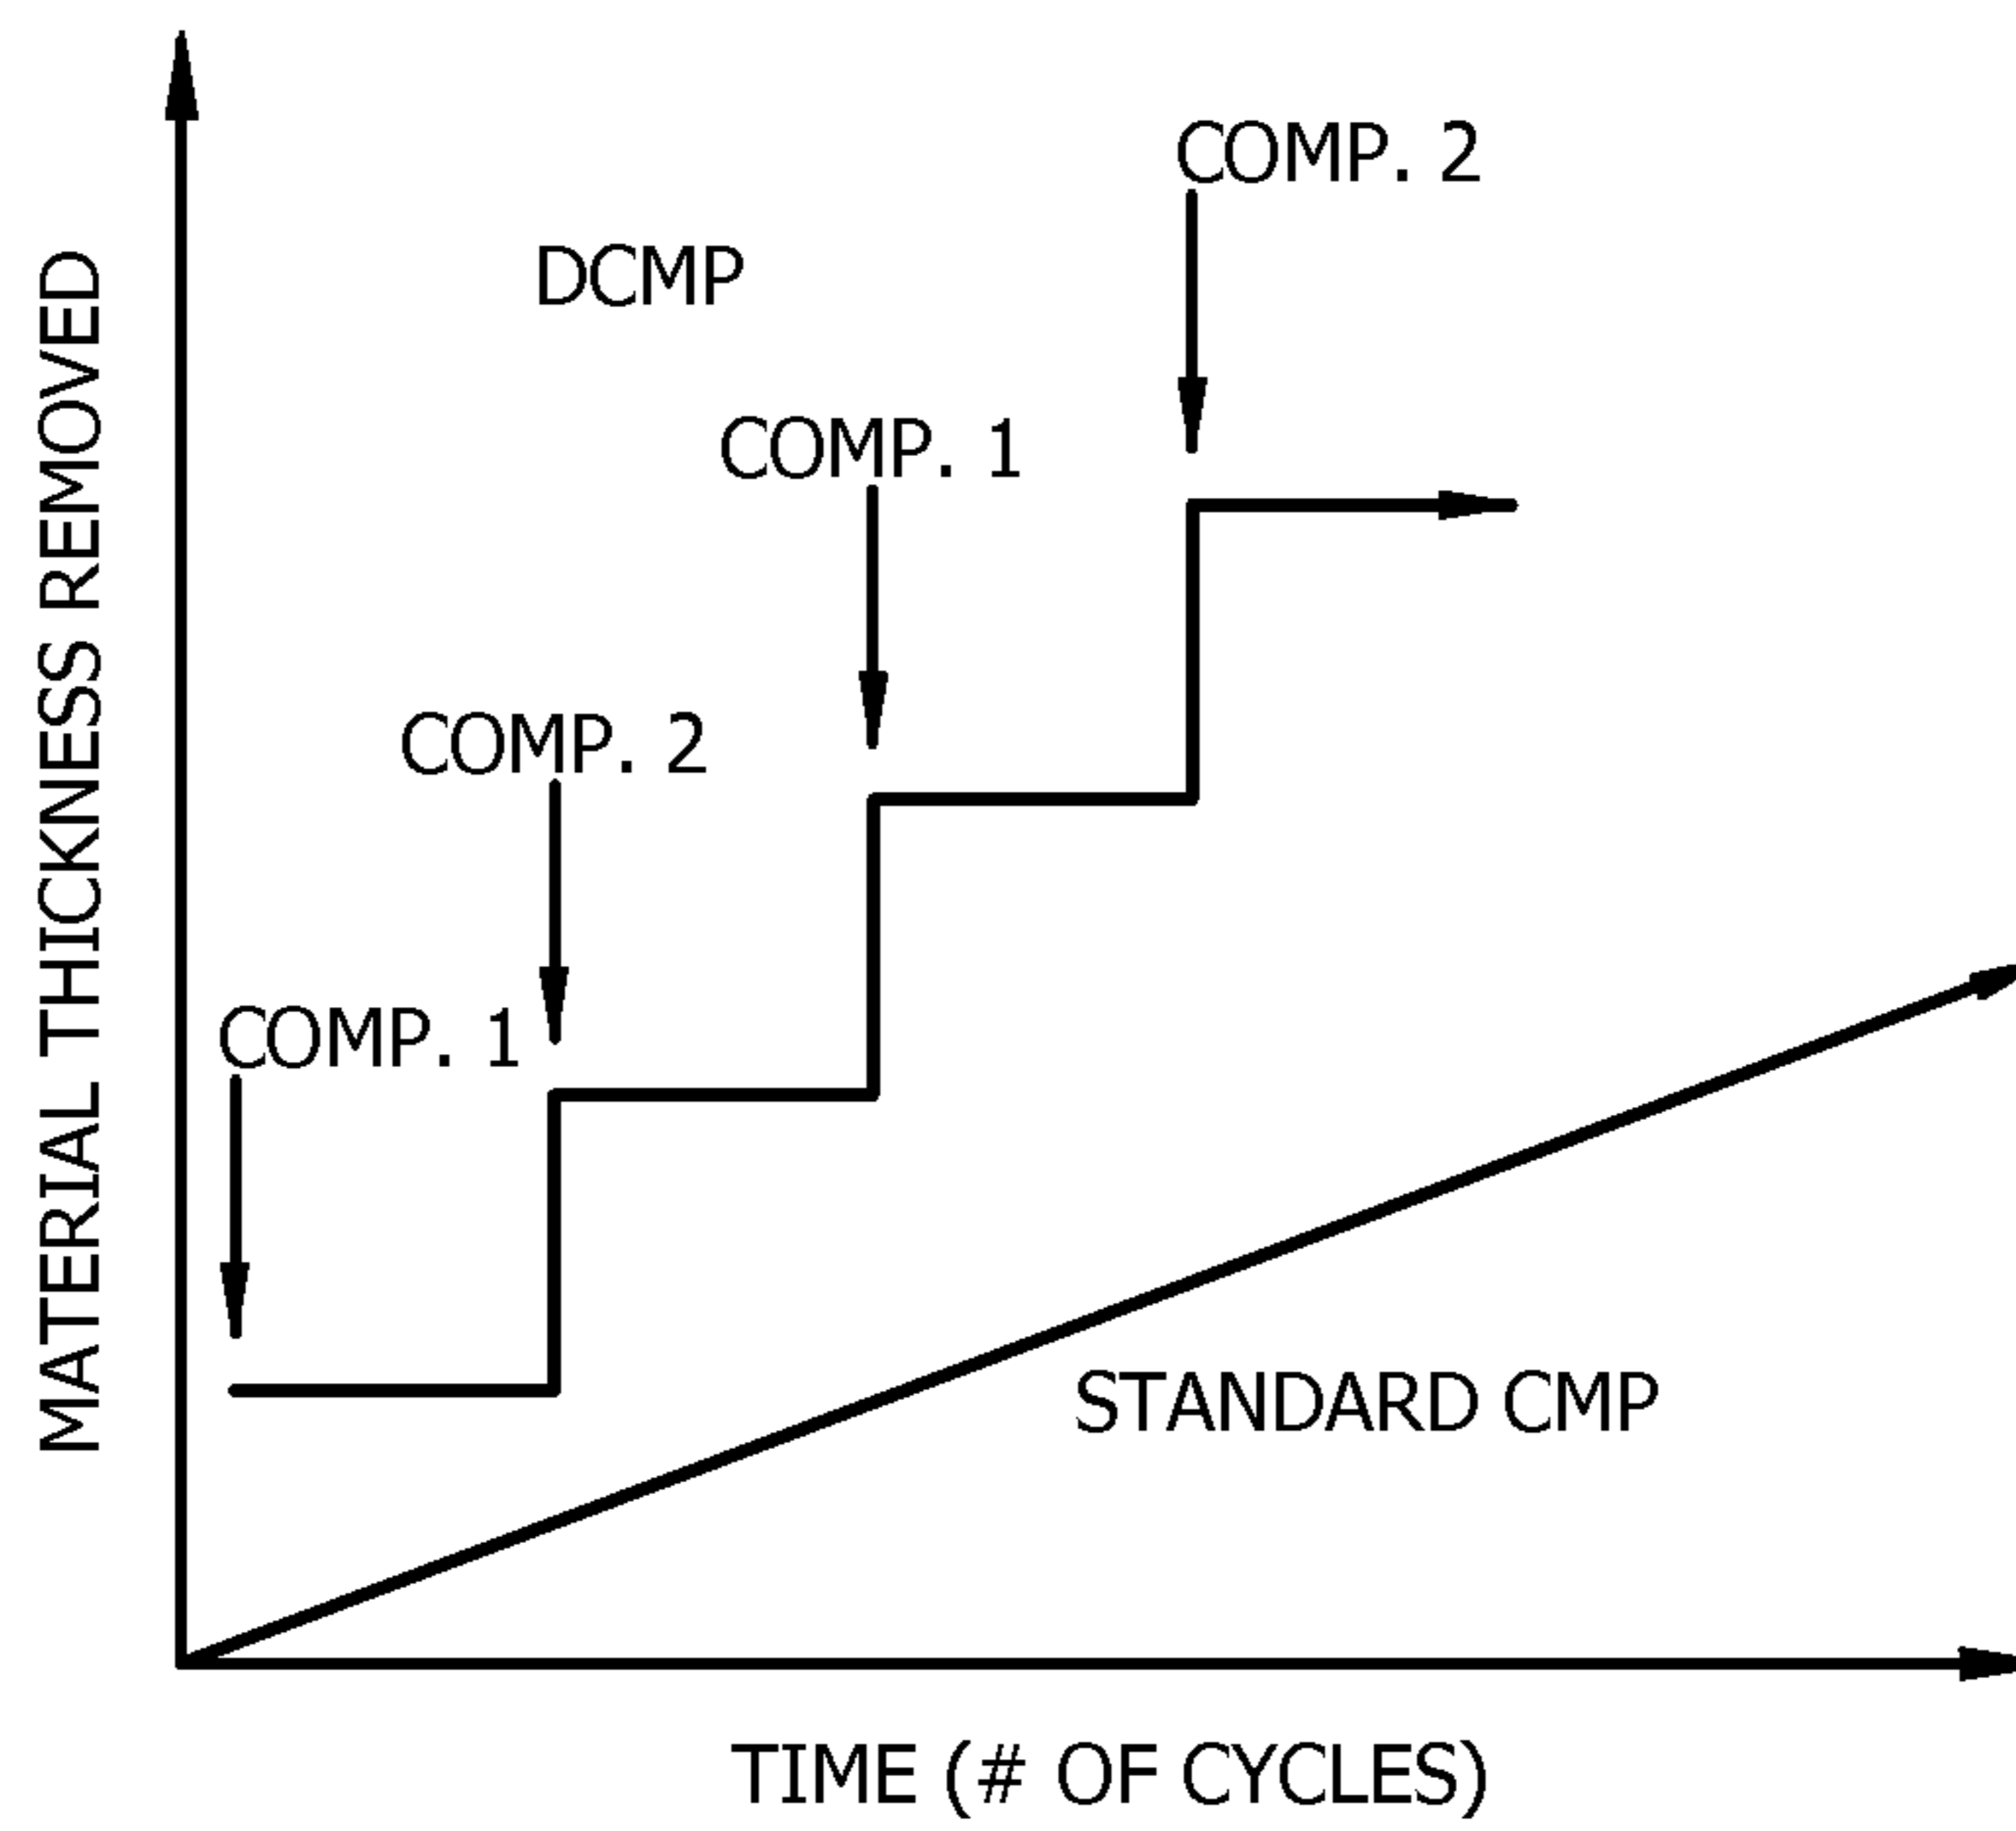 COMP. 2
DCMP
COMP. 1
COMP. 2
COMP. 1
STANDARD CMP
MATERIAL THICKNESS REMOVED
TIME (# OF CYCLES)